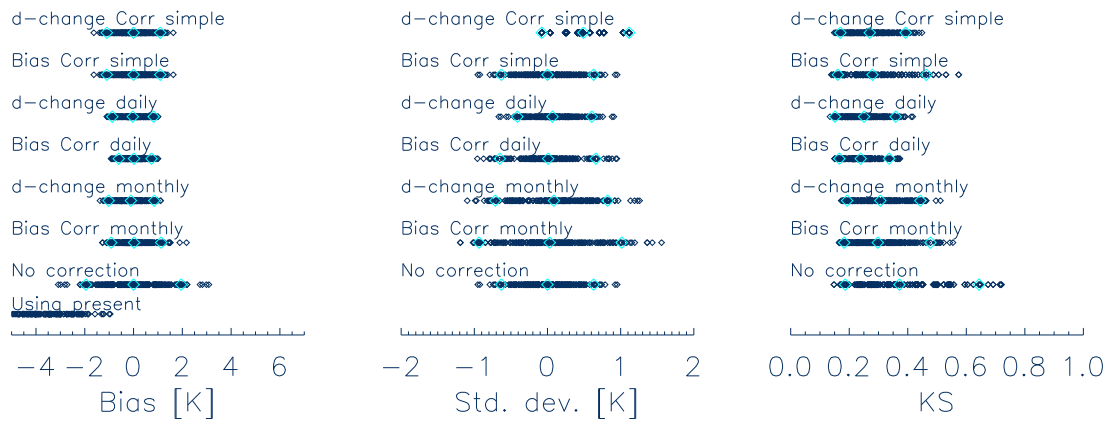 d-change Corr simple
Bias Corr simple
d-change daily
Bias Corr daily
d-change monthly
Bias Corr monthly
No correction
Using present
-4 -2 0 2 4 6
Bias [K]
d-change Corr simple
Bias Corr simple
d-change daily
Bias Corr daily
d-change monthly
Bias Corr monthly
No correction
-2 -1 0 1 2
Std. dev. [K]
d-change Corr simple
Bias Corr simple
d-change daily
Bias Corr daily
d-change monthly
Bias Corr monthly
No correction
0.0 0.2 0.4 0.6 0.8 1.0
KS